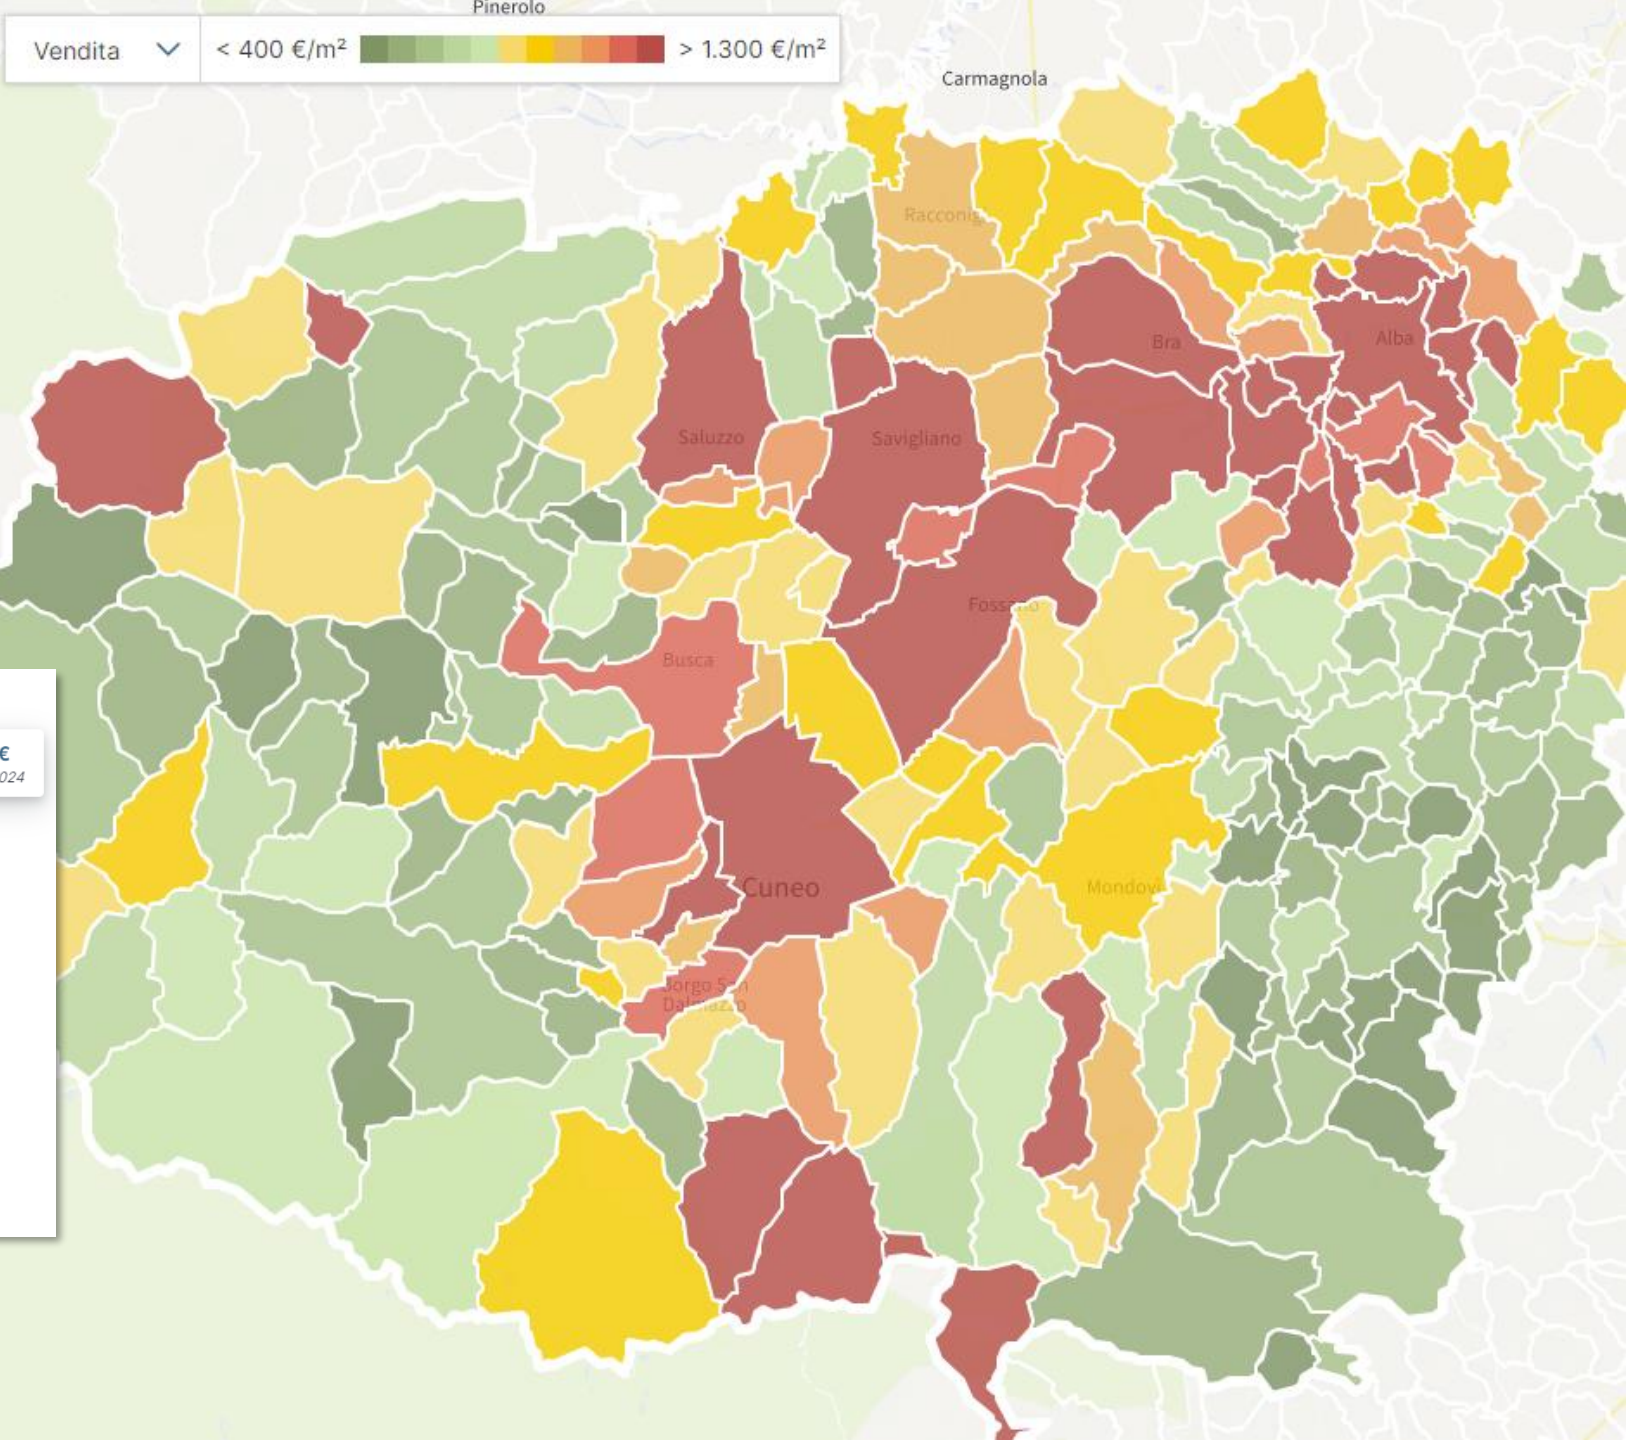 Pinerolo
Vendita
< 400 €/m²
> 1.300 €/m²
Carmagnola
Racconigi
Bra
Alba
Saluzzo
Savigliano
Fossano
Busca
€
024
Cuneo
Mondovì
Borgo San
Dalmazzo